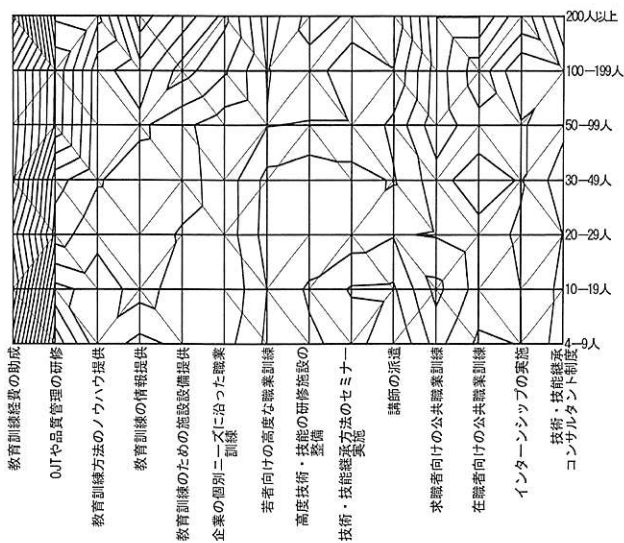 200人以上
100—199人
50—99人
30—49人
20—29人
10—19人
4—9人
教育訓練経費の助成
OJTや品質管理の研修
教育訓練方法のノウハウ提供
教育訓練の情報提供
教育訓練のための施設設備提供
企業の個別ニーズに沿った職業
訓練
若者向けの高度な職業訓練
高度技術・技能の研修施設の
整備
技術・技能継承方法のセミナー
実施
講師の派遣
求職者向けの公共職業訓練
在職者向けの公共職業訓練
インターンシップの実施
技術・技能継承
コンサルタント制度